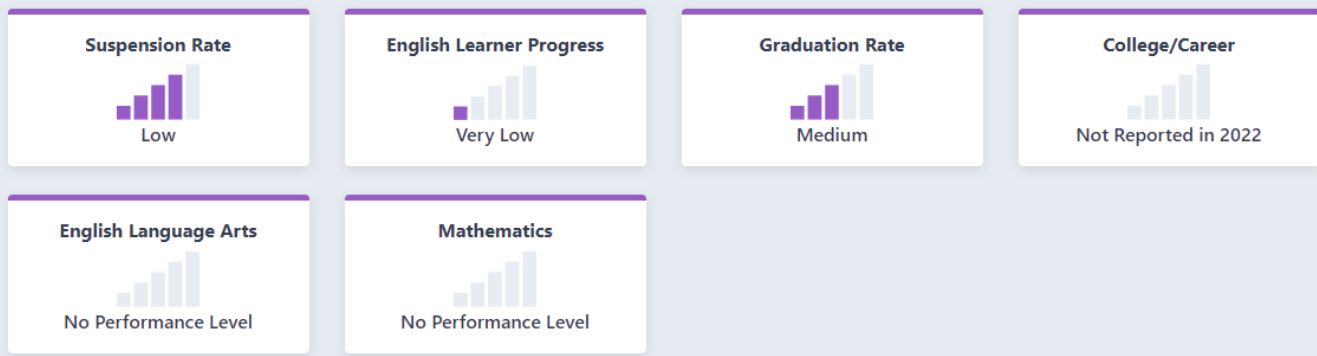 Suspension Rate
Low
English Learner Progress
Very Low
Graduation Rate
Medium
College/Career
Not Reported in 2022
English Language Arts
No Performance Level
Mathematics
No Performance Level